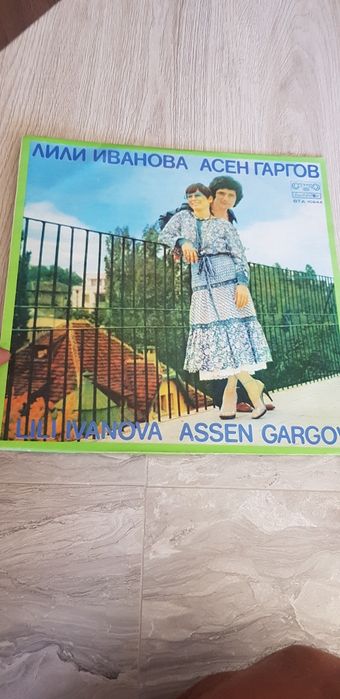 ЛИЛИ ИВАНОВА АСЕН ГАРГОВ
LILI IVANOVA ASSEN GARGOV